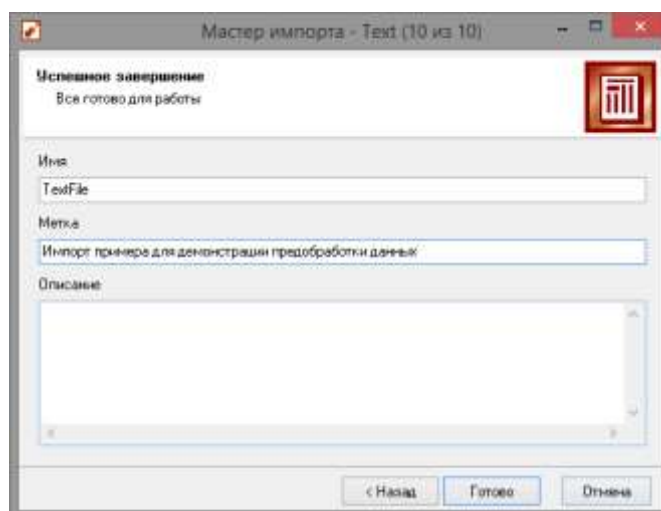 Мастер импорта - Text (10 из 10)
Успешное завершение
Все готово для работы
Имя
TextFile
Метка
Импорт примера для демонстрации предобработки данных
Описание
< Назад
Готово
Отмена